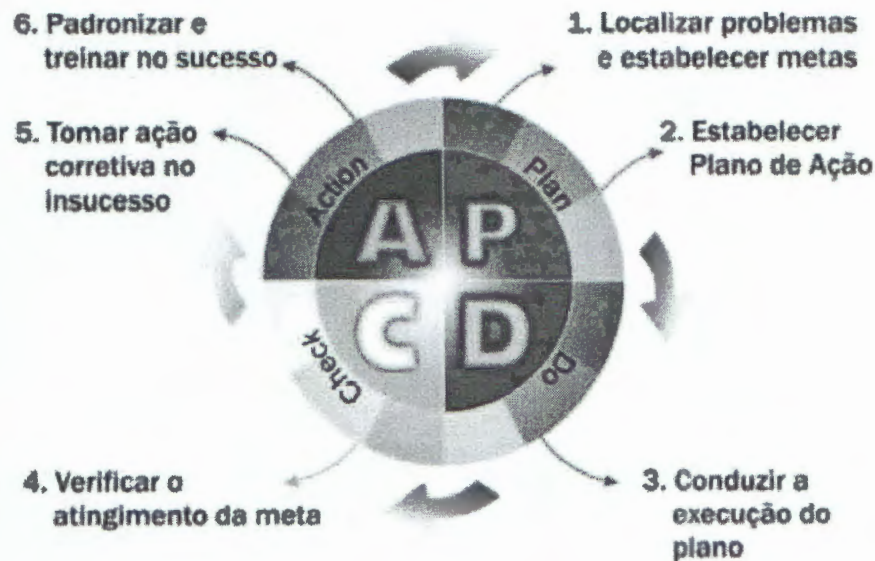 6. Padronizar e
treinar no sucesso
1. Localizar problemas
e estabelecer metas
5. Tomar ação
corretiva no
insucesso
2. Estabelecer
Plano de Ação
Action
Plan
A P
C D
Check
Do
4. Verificar o
atingimento da meta
3. Conduzir a
execução do
plano